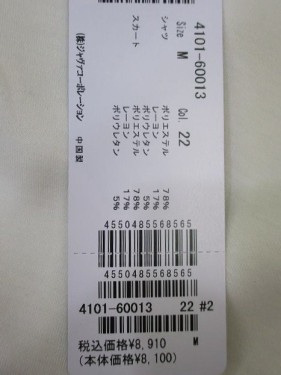 4101-60013
Size M Col. 22
シャツ
ポリエステル 78%
レーヨン 17%
ポリウレタン 5%
スカート
ポリエステル 78%
レーヨン 17%
ポリウレタン 5%
(株)ジャヴァコーポレーション 中国製
4550485568565
4550485568565
4101-60013 22 #2
税込価格¥8,910 M
(本体価格¥8,100)